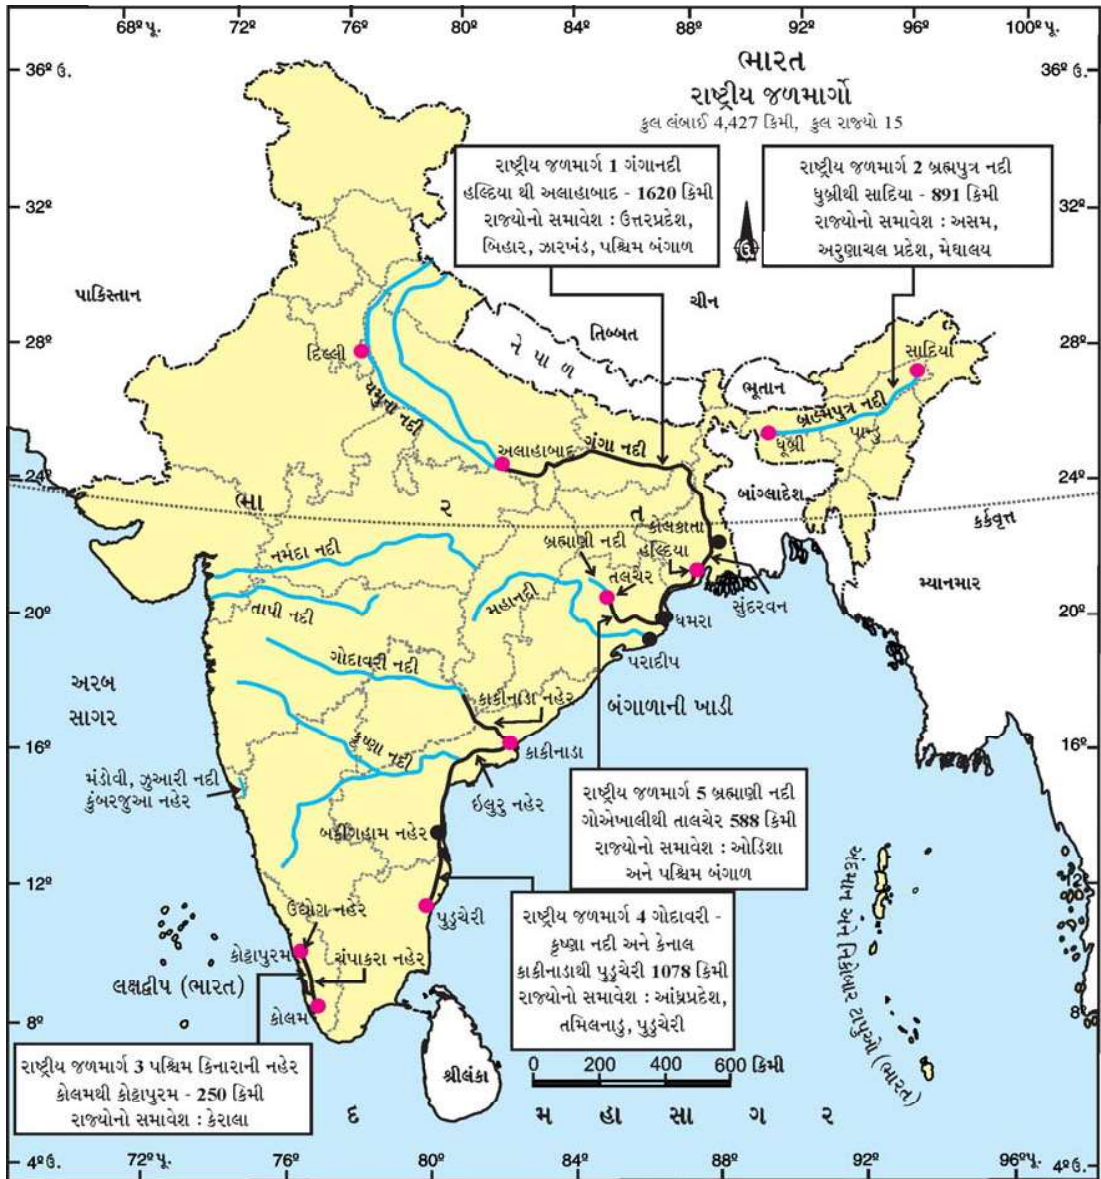 68º પૂ. 72º 76º 80º 84º 88º 92º 96º 100º પૂ.
ભારત
રાષ્ટ્રીય જળમાર્ગો
કુલ લંબાઈ 4,427 કિમી, કુલ રાજ્યો 15
36º ઉ. 36º ઉ.
રાષ્ટ્રીય જળમાર્ગ 1 ગંગાનદી
હલ્દિયા થી અલાહાબાદ - 1620 કિમી
રાજ્યોનો સમાવેશ : ઉત્તરપ્રદેશ,
બિહાર, ઝારખંડ, પશ્ચિમ બંગાળ
રાષ્ટ્રીય જળમાર્ગ 2 બ્રહ્મપુત્ર નદી
ધુબ્રીથી સાદિયા - 891 કિમી
રાજ્યોનો સમાવેશ : અસમ,
અરુણાચલ પ્રદેશ, મેઘાલય
ઉ
32º 32º
પાકિસ્તાન
ચીન
તિબ્બત
નેપાળ
28º 28º
દિલ્લી
સાદિયા
ભૂતાન
બ્રહ્મપુત્ર નદી
યમુના નદી
ધૂબ્રી
અલાહાબાદ
ગંગા નદી
24º 24º
બાંગ્લાદેશ
ભા ર ત
કર્કવૃત્ત
કોલકાતા
બ્રહ્માણી નદી
હલ્દિયા
નર્મદા નદી
તલચેર
મ્યાનમાર
સુંદરવન
મહાનદી
તાપી નદી
20º 20º
ધમરા
પરાદીપ
ગોદાવરી નદી
અરબ
સાગર
કાકીનાડા નહેર
બંગાળાની ખાડી
કૃષ્ણા નદી
16º 16º
કાકીનાડા
મંડોવી, ઝુઆરી નદી
કુંબરજુઆ નહેર
ઇલુરુ નહેર
રાષ્ટ્રીય જળમાર્ગ 5 બ્રહ્માણી નદી
ગોએખાલીથી તાલચેર 588 કિમી
રાજ્યોનો સમાવેશ : ઓડિશા
અને પશ્ચિમ બંગાળ
બકીંગહામ નહેર
12º 12º
અંદમાન અને નિકોબાર ટાપુઓ (ભારત)
ઉદ્યોગ નહેર
પુડુચેરી
રાષ્ટ્રીય જળમાર્ગ 4 ગોદાવરી -
કૃષ્ણા નદી અને કેનાલ
કાકીનાડાથી પુડુચેરી 1078 કિમી
રાજ્યોનો સમાવેશ : આંધ્રપ્રદેશ,
તમિલનાડુ, પુડુચેરી
કોટ્ટાપુરમ
ચંપાકરા નહેર
લક્ષદ્વીપ (ભારત)
કોલમ
8º 8º
રાષ્ટ્રીય જળમાર્ગ 3 પશ્ચિમ કિનારાની નહેર
કોલમથી કોટ્ટાપુરમ - 250 કિમી
રાજ્યોનો સમાવેશ : કેરાલા
શ્રીલંકા
0 200 400 600 કિમી
દ મ હા સા ગ ર
4º ઉ. 4º ઉ.
72º પૂ. 76º 80º 84º 88º 92º 96º પૂ.